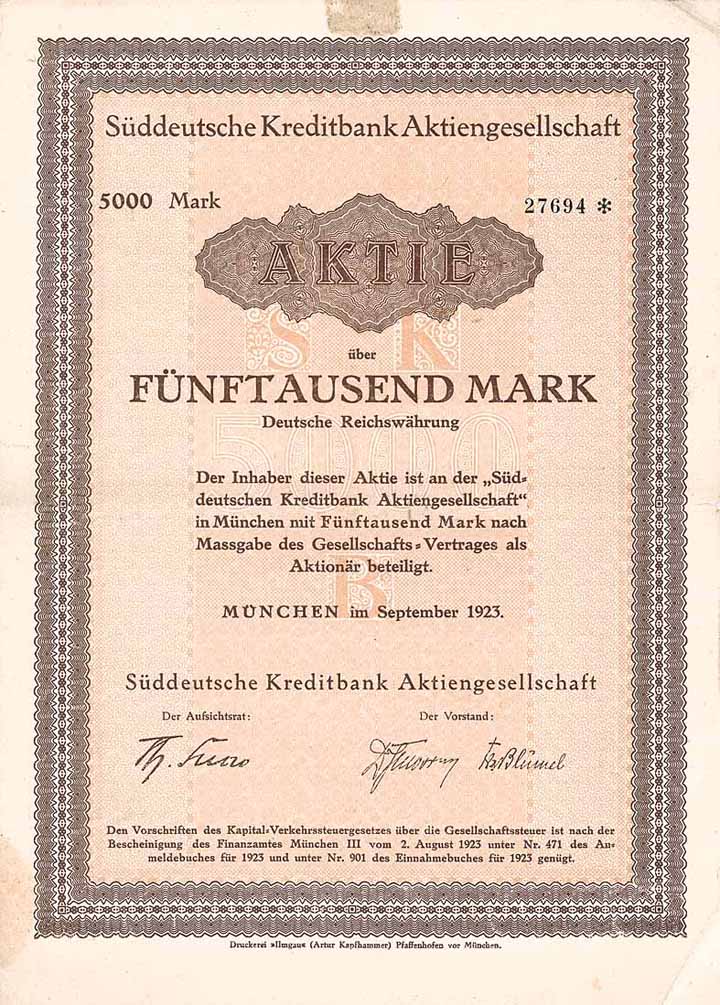 Süddeutsche Kreditbank Aktiengesellschaft
5000 Mark
27694 *
AKTIE
S K
über
FÜNFTAUSEND MARK
Deutsche Reichswährung
5000
Der Inhaber dieser Aktie ist an der „Süd-
deutschen Kreditbank Aktiengesellschaft“
in München mit Fünftausend Mark nach
Massgabe des Gesellschafts-Vertrages als
Aktionär beteiligt.
B
MÜNCHEN im September 1923.
Süddeutsche Kreditbank Aktiengesellschaft
Der Aufsichtsrat:
Der Vorstand:
Blümel
Den Vorschriften des Kapital-Verkehrssteuergesetzes über die Gesellschaftssteuer ist nach der
Bescheinigung des Finanzamtes München III vom 2. August 1923 unter Nr. 471 des An-
meldebuches für 1923 und unter Nr. 901 des Einnahmebuches für 1923 genügt.
Druckerei »Ilmgau« (Artur Kapfhammer) Pfaffenhofen vor München.